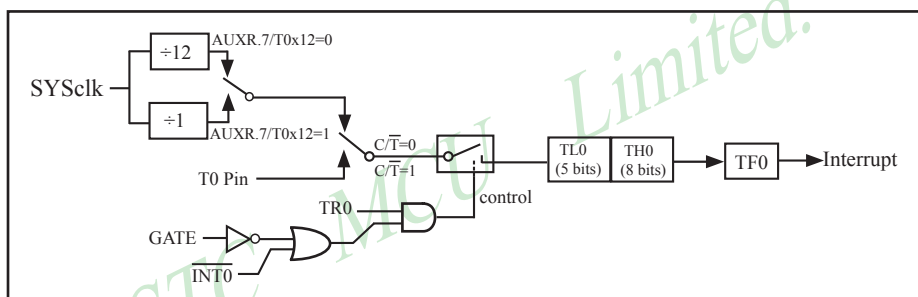 ÷12
AUXR.7/T0x12=0
SYSclk
÷1
AUXR.7/T0x12=1
C/T̅=0
C/T̅=1
T0 Pin
TL0
(5 bits)
TH0
(8 bits)
TF0
Interrupt
control
TR0
GATE
I̅N̅T̅0̅
STC MCU Limited.